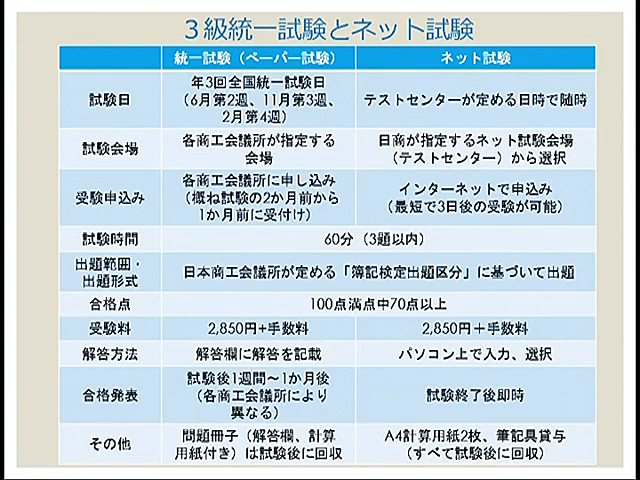 ３級統一試験とネット試験
統一試験（ペーパー試験）
ネット試験
試験日
年3回全国統一試験日
（6月第2週、11月第3週、
2月第4週）
テストセンターが定める日時で随時
試験会場
各商工会議所が指定する
会場
日商が指定するネット試験会場
（テストセンター）から選択
受験申込み
各商工会議所に申し込み
（概ね試験の2か月前から
1か月前に受付け）
インターネットで申込み
（最短で3日後の受験が可能）
試験時間
60分（3題以内）
出題範囲・
出題形式
日本商工会議所が定める「簿記検定出題区分」に基づいて出題
合格点
100点満点中70点以上
受験料
2,850円+手数料
2,850円＋手数料
解答方法
解答欄に解答を記載
パソコン上で入力、選択
合格発表
試験後1週間～1か月後
（各商工会議所により
異なる）
試験終了後即時
その他
問題冊子（解答欄、計算
用紙付き）は試験後に回収
A4計算用紙2枚、筆記具貸与
（すべて試験後に回収）